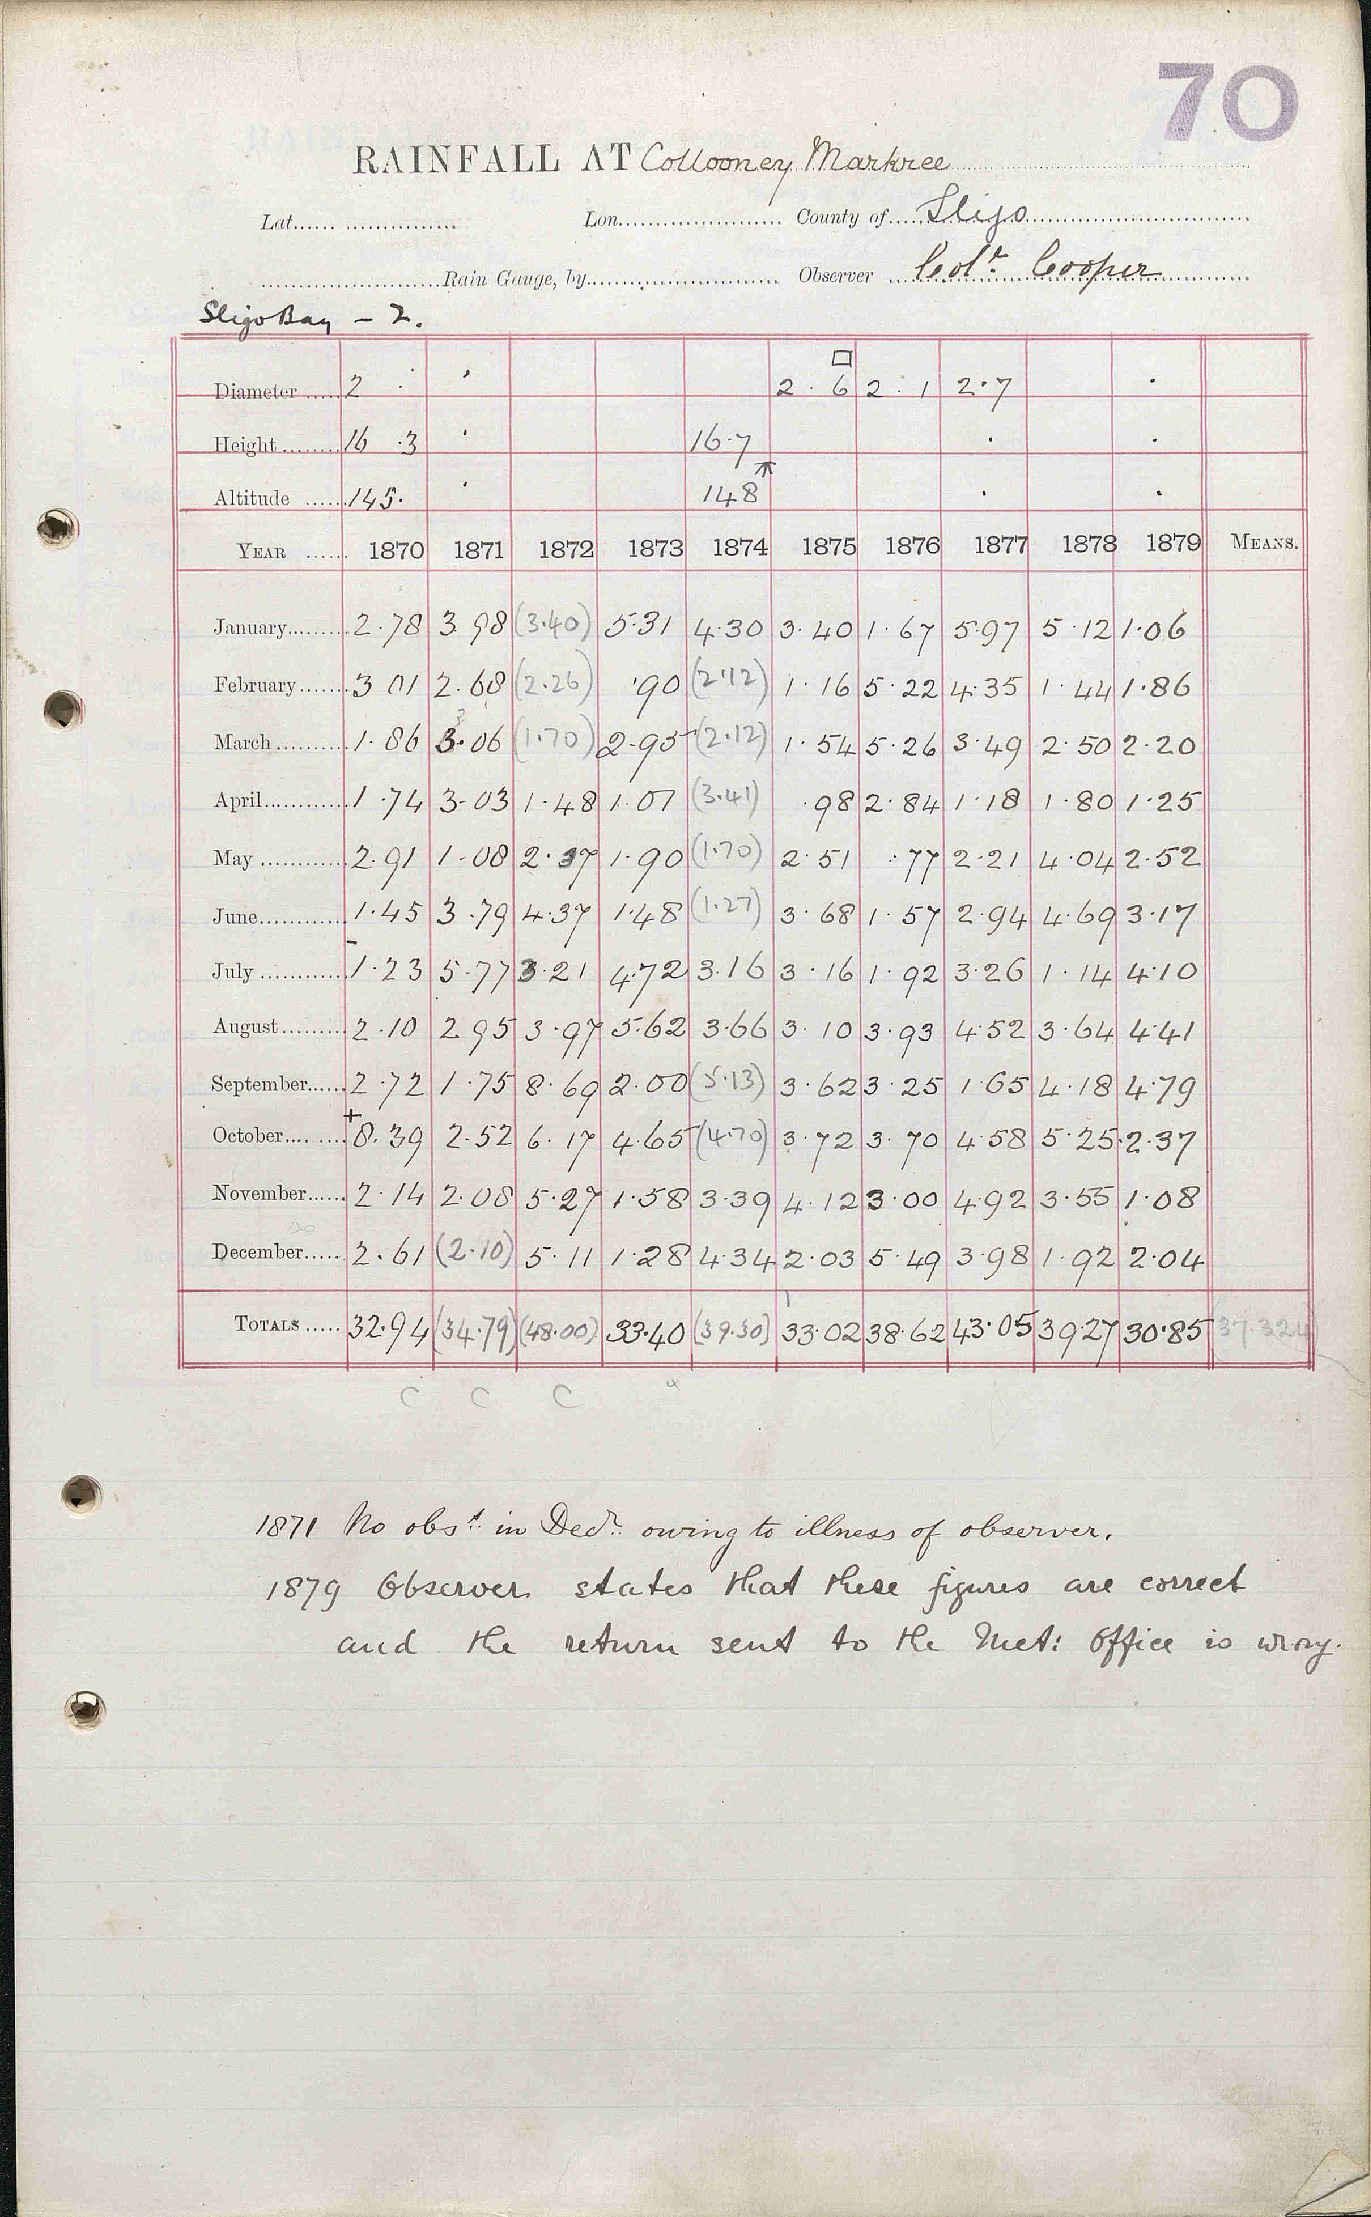 70
RAINFALL AT Collooney Markree
Lat. Lon. County of Sligo
Rain Gauge, by Observer Colr. Cooper
Sligo Bay - 2.
Diameter 2 2.6 2.1 2.7
Height 16.3 16.7
Altitude 145. 148
YEAR 1870 1871 1872 1873 1874 1875 1876 1877 1878 1879 MEANS.
January 2.78 3.98 (3.40) 5.31 4.30 3.40 1.67 5.97 5.12 1.06
February 3.01 2.68 (2.26) .90 (2.12) 1.16 5.22 4.35 1.44 1.86
March 1.86 3.06 (1.70) 2.95 (2.12) 1.54 5.26 3.49 2.50 2.20
April 1.74 3.03 1.48 1.01 (3.41) .98 2.84 1.18 1.80 1.25
May 2.91 1.08 2.37 1.90 (1.70) 2.51 .77 2.21 4.04 2.52
June 1.45 3.79 4.37 1.48 (1.27) 3.68 1.57 2.94 4.69 3.17
July 1.23 5.77 3.21 4.72 3.16 3.16 1.92 3.26 1.14 4.10
August 2.10 2.95 3.97 5.62 3.66 3.10 3.93 4.52 3.64 4.41
September 2.72 1.75 8.69 2.00 (5.13) 3.62 3.25 1.65 4.18 4.79
October 8.39 2.52 6.17 4.65 (4.70) 3.72 3.70 4.58 5.25 2.37
November 2.14 2.08 5.27 1.58 3.39 4.12 3.00 4.92 3.55 1.08
December 2.61 (2.10) 5.11 1.28 4.34 2.03 5.49 3.98 1.92 2.04
TOTALS 32.94 (34.79) (48.00) 33.40 (39.30) 33.02 38.62 43.05 39.27 30.85 (37.324)
C C C
1871 No obsn. in Decr. owing to illness of observer.
1879 Observer states that these figures are correct
and the return sent to the Met: Office is wrong.